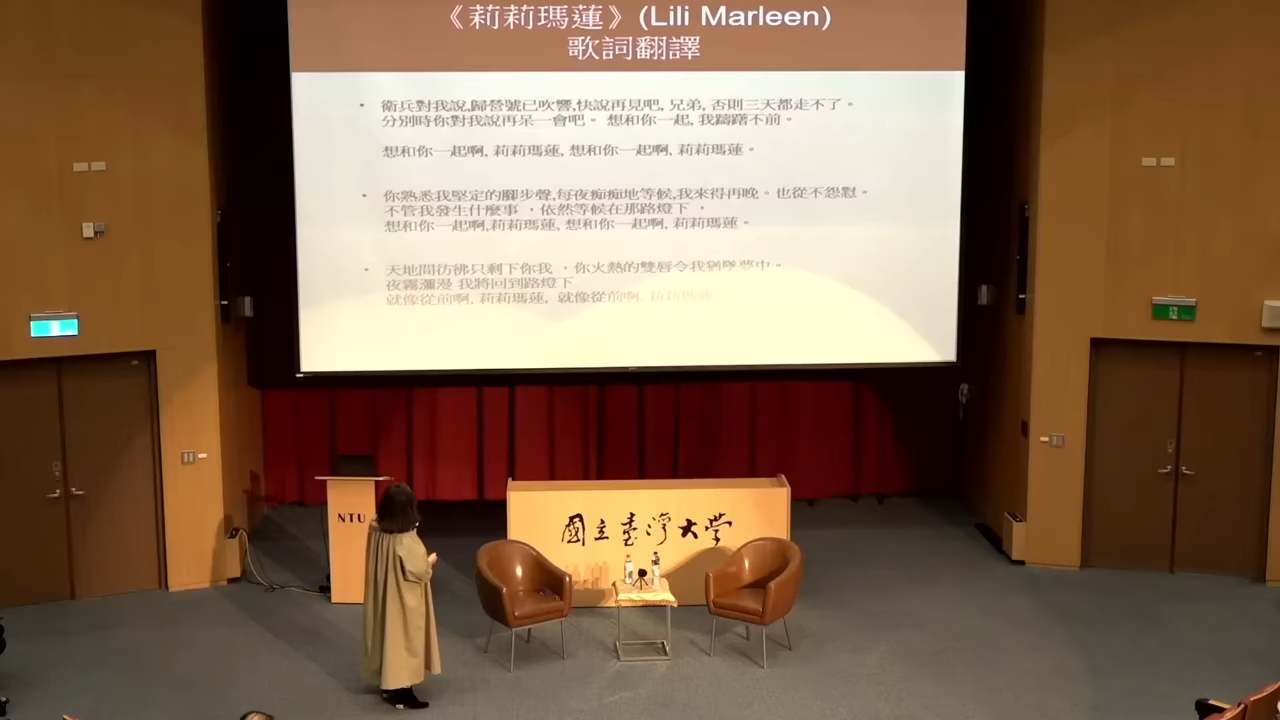 《莉莉瑪蓮》(Lili Marleen)
歌詞翻譯
衛兵對我說,歸營號已吹響,快說再見吧, 兄弟, 否則三天都走不了。
分別時你對我說再呆一會吧。 想和你一起, 我躊躇不前。
想和你一起啊, 莉莉瑪蓮, 想和你一起啊, 莉莉瑪蓮。
你熟悉我堅定的腳步聲,每夜痴痴地等候,我來得再晚。也從不怨懟。
不管我發生什麼事 ,依然等候在那路燈下 ,
想和你一起啊,莉莉瑪蓮, 想和你一起啊, 莉莉瑪蓮。
天地間彷彿只剩下你我 ,你火熱的雙唇令我猶墜夢中。
夜霧瀰漫 我將回到路燈下
就像從前啊, 莉莉瑪蓮, 就像從前啊, 莉莉瑪蓮
NTU
國立臺灣大學